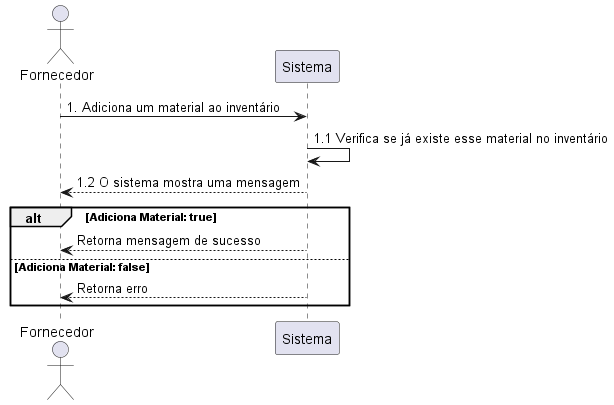 Fornecedor
Sistema
1. Adiciona um material ao inventário
1.1 Verifica se já existe esse material no inventário
1.2 O sistema mostra uma mensagem
alt [Adiciona Material: true]
Retorna mensagem de sucesso
[Adiciona Material: false]
Retorna erro
Fornecedor
Sistema